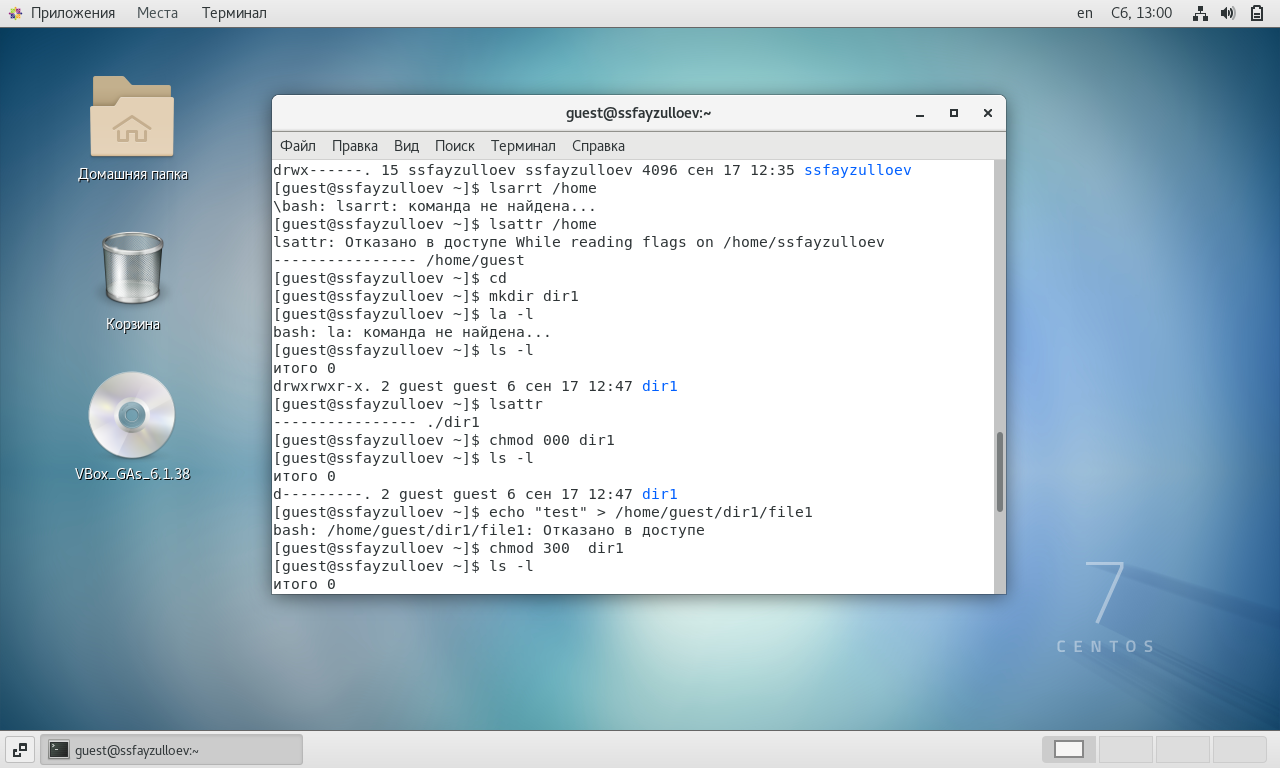 Приложения Места Терминал en Сб, 13:00
Домашняя папка
Корзина
VBox_GAs_6.1.38
guest@ssfayzulloev:~
Файл Правка Вид Поиск Терминал Справка
drwx------. 15 ssfayzulloev ssfayzulloev 4096 сен 17 12:35 ssfayzulloev
[guest@ssfayzulloev ~]$ lsarrt /home
\bash: lsarrt: команда не найдена...
[guest@ssfayzulloev ~]$ lsattr /home
lsattr: Отказано в доступе While reading flags on /home/ssfayzulloev
---------------- /home/guest
[guest@ssfayzulloev ~]$ cd
[guest@ssfayzulloev ~]$ mkdir dir1
[guest@ssfayzulloev ~]$ la -l
bash: la: команда не найдена...
[guest@ssfayzulloev ~]$ ls -l
итого 0
drwxrwxr-x. 2 guest guest 6 сен 17 12:47 dir1
[guest@ssfayzulloev ~]$ lsattr
---------------- ./dir1
[guest@ssfayzulloev ~]$ chmod 000 dir1
[guest@ssfayzulloev ~]$ ls -l
итого 0
d---------. 2 guest guest 6 сен 17 12:47 dir1
[guest@ssfayzulloev ~]$ echo "test" > /home/guest/dir1/file1
bash: /home/guest/dir1/file1: Отказано в доступе
[guest@ssfayzulloev ~]$ chmod 300  dir1
[guest@ssfayzulloev ~]$ ls -l
итого 0
7
CENTOS
guest@ssfayzulloev:~